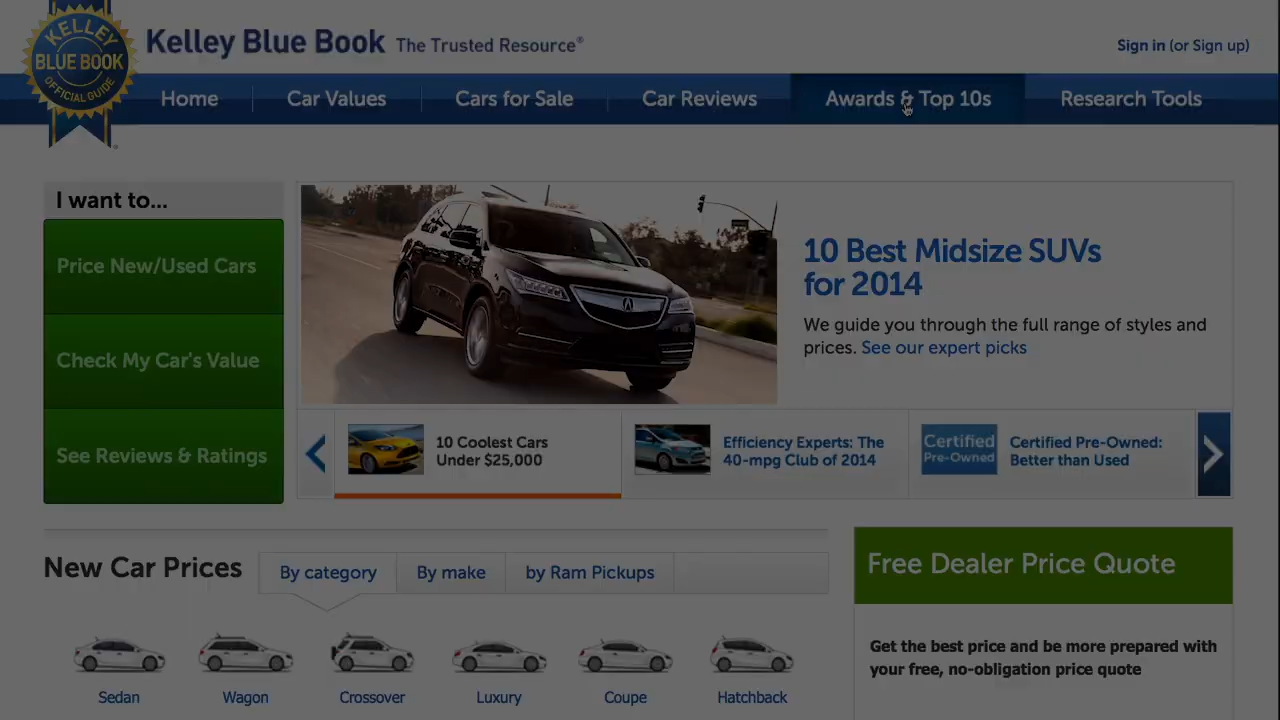 KELLEY
BLUE BOOK
OFFICIAL GUIDE
Kelley Blue Book The Trusted Resource®
Sign in (or Sign up)
Home Car Values Cars for Sale Car Reviews Awards & Top 10s Research Tools
I want to...
Price New/Used Cars
Check My Car's Value
See Reviews & Ratings
10 Best Midsize SUVs
for 2014
We guide you through the full range of styles and
prices. See our expert picks
10 Coolest Cars
Under $25,000
Efficiency Experts: The
40-mpg Club of 2014
Certified
Pre-Owned
Certified Pre-Owned:
Better than Used
New Car Prices
By category By make by Ram Pickups
Sedan Wagon Crossover Luxury Coupe Hatchback
Free Dealer Price Quote
Get the best price and be more prepared with
your free, no-obligation price quote